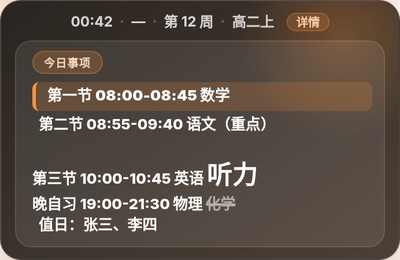 00:42 · — · 第 12 周 · 高二上 详情
今日事项
第一节 08:00-08:45 数学
第二节 08:55-09:40 语文（重点）
第三节 10:00-10:45 英语 听力
晚自习 19:00-21:30 物理 化学
值日：张三、李四